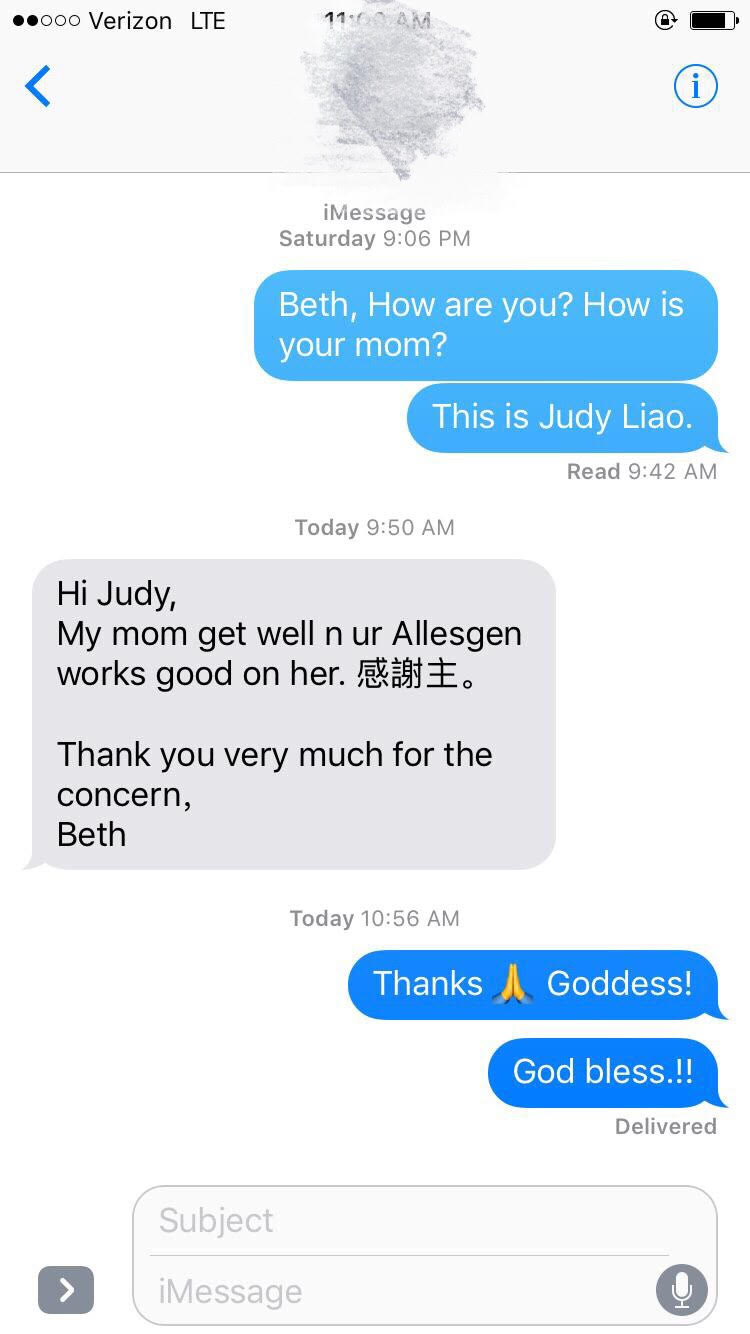 Verizon LTE 11:00 AM
iMessage
Saturday 9:06 PM
Beth, How are you? How is
your mom?
This is Judy Liao.
Read 9:42 AM
Today 9:50 AM
Hi Judy,
My mom get well n ur Allesgen
works good on her. 感謝主。
Thank you very much for the
concern,
Beth
Today 10:56 AM
Thanks 🙏 Goddess!
God bless.!!
Delivered
Subject
iMessage